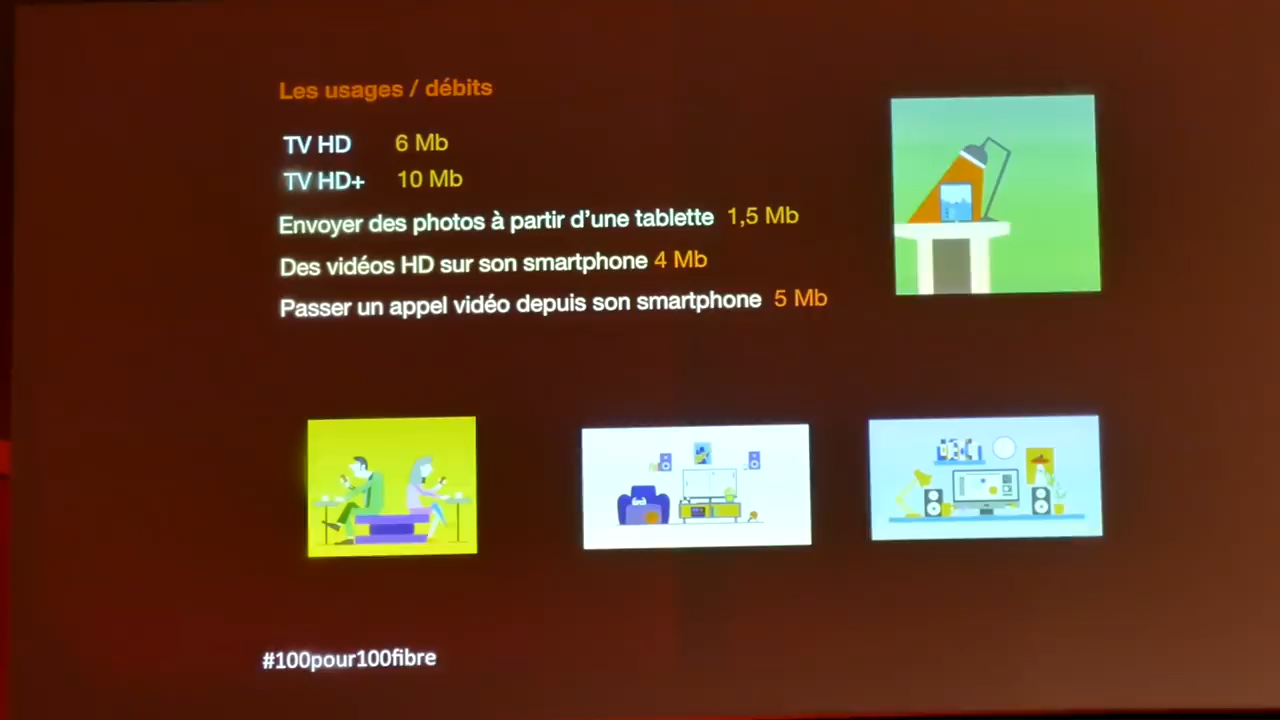 Les usages / débits
TV HD 6 Mb
TV HD+ 10 Mb
Envoyer des photos à partir d'une tablette 1,5 Mb
Des vidéos HD sur son smartphone 4 Mb
Passer un appel vidéo depuis son smartphone 5 Mb
#100pour100fibre